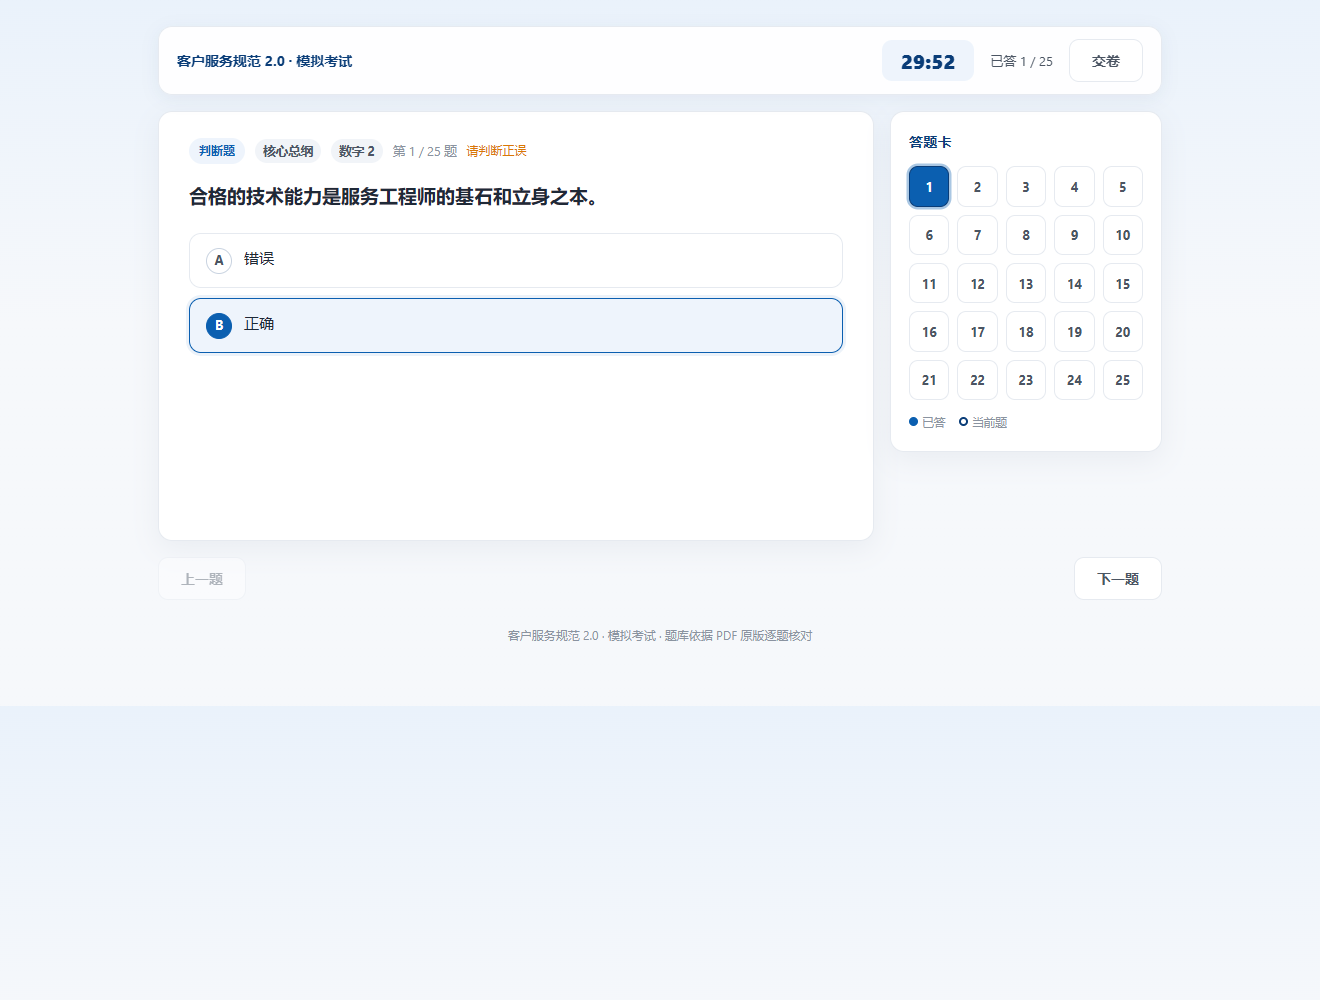 客户服务规范 2.0 · 模拟考试
29:52
已答 1 / 25
交卷
判断题 核心总纲 数字 2 第 1 / 25 题 请判断正误
合格的技术能力是服务工程师的基石和立身之本。
A 错误
B 正确
答题卡
1 2 3 4 5
6 7 8 9 10
11 12 13 14 15
16 17 18 19 20
21 22 23 24 25
已答 当前题
上一题
下一题
客户服务规范 2.0 · 模拟考试 · 题库依据 PDF 原版逐题核对